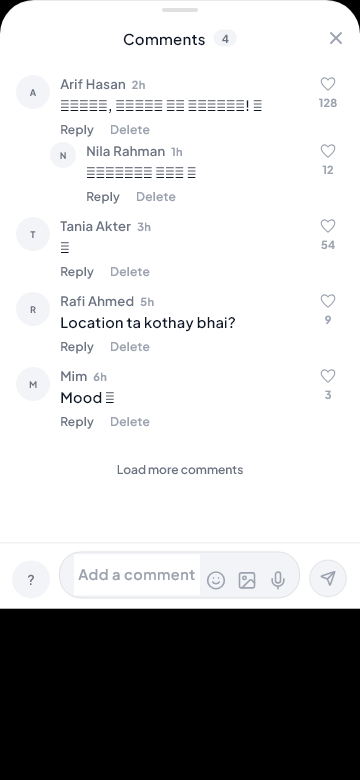 Comments 4
Arif Hasan 2h
128
Reply Delete
Nila Rahman 1h
12
Reply Delete
Tania Akter 3h
54
Reply Delete
Rafi Ahmed 5h
Location ta kothay bhai?
9
Reply Delete
Mim 6h
Mood
3
Reply Delete
Load more comments
Add a comment
A
N
T
R
M
?